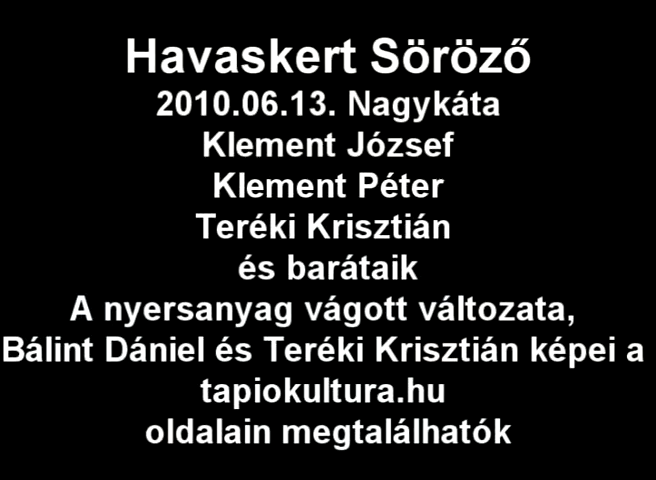 Havaskert Söröző
2010.06.13. Nagykáta
Klement József
Klement Péter
Teréki Krisztián
és barátaik
A nyersanyag vágott változata,
Bálint Dániel és Teréki Krisztián képei a
tapiokultura.hu
oldalain megtalálhatók